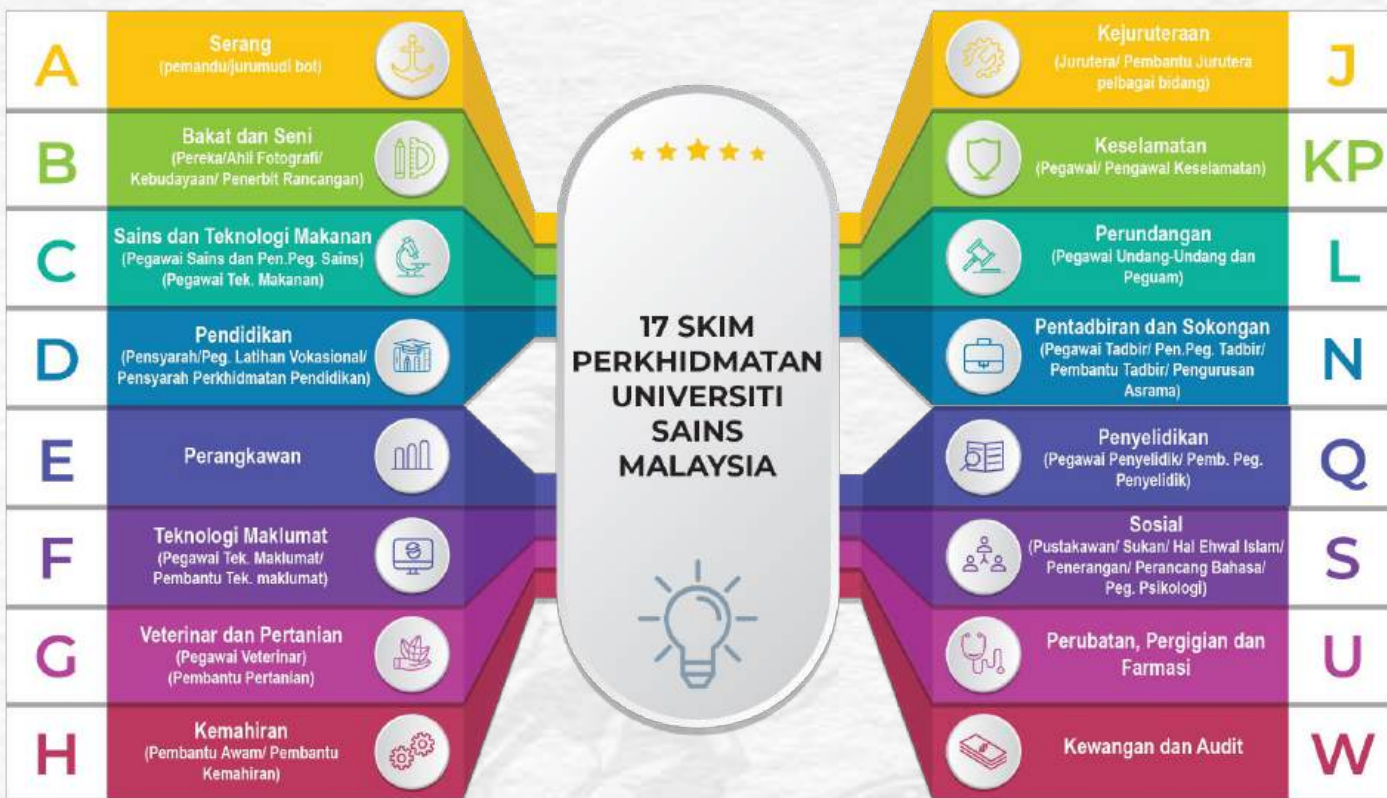 A
Serang
(pemandu/jurumudi bot)
B
Bakat dan Seni
(Pereka/Ahli Fotografi/
Kebudayaan/ Penerbit Rancangan)
C
Sains dan Teknologi Makanan
(Pegawai Sains dan Pen.Peg. Sains)
(Pegawai Tek. Makanan)
D
Pendidikan
(Pensyarah/Peg. Latihan Vokasional/
Pensyarah Perkhidmatan Pendidikan)
E
Perangkawan
F
Teknologi Maklumat
(Pegawai Tek. Maklumat/
Pembantu Tek. maklumat)
G
Veterinar dan Pertanian
(Pegawai Veterinar)
(Pembantu Pertanian)
H
Kemahiran
(Pembantu Awam/ Pembantu
Kemahiran)
17 SKIM
PERKHIDMATAN
UNIVERSITI
SAINS
MALAYSIA
Kejuruteraan
(Jurutera/ Pembantu Jurutera
pelbagai bidang)
J
Keselamatan
(Pegawai/ Pengawal Keselamatan)
KP
Perundangan
(Pegawai Undang-Undang dan
Peguam)
L
Pentadbiran dan Sokongan
(Pegawai Tadbir/ Pen.Peg. Tadbir/
Pembantu Tadbir/ Pengurusan
Asrama)
N
Penyelidikan
(Pegawai Penyelidik/ Pemb. Peg.
Penyelidik)
Q
Sosial
(Pustakawan/ Sukan/ Hal Ehwal Islam/
Penerangan/ Perancang Bahasa/
Peg. Psikologi)
S
Perubatan, Pergigian dan
Farmasi
U
Kewangan dan Audit
W